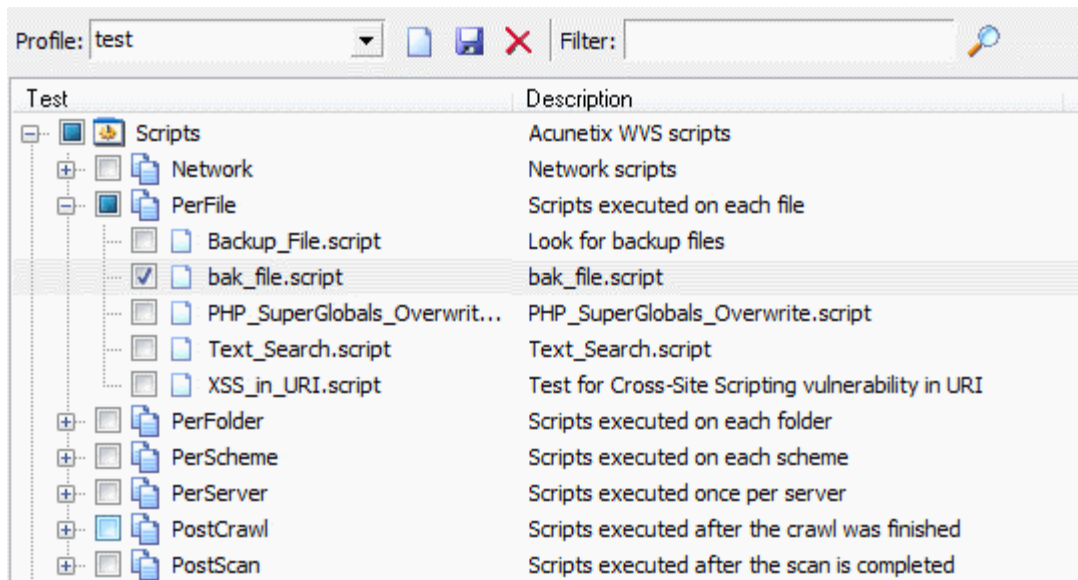 Profile: test Filter:
Test Description
Scripts Acunetix WVS scripts
Network Network scripts
PerFile Scripts executed on each file
Backup_File.script Look for backup files
bak_file.script bak_file.script
PHP_SuperGlobals_Overwrit... PHP_SuperGlobals_Overwrite.script
Text_Search.script Text_Search.script
XSS_in_URI.script Test for Cross-Site Scripting vulnerability in URI
PerFolder Scripts executed on each folder
PerScheme Scripts executed on each scheme
PerServer Scripts executed once per server
PostCrawl Scripts executed after the crawl was finished
PostScan Scripts executed after the scan is completed